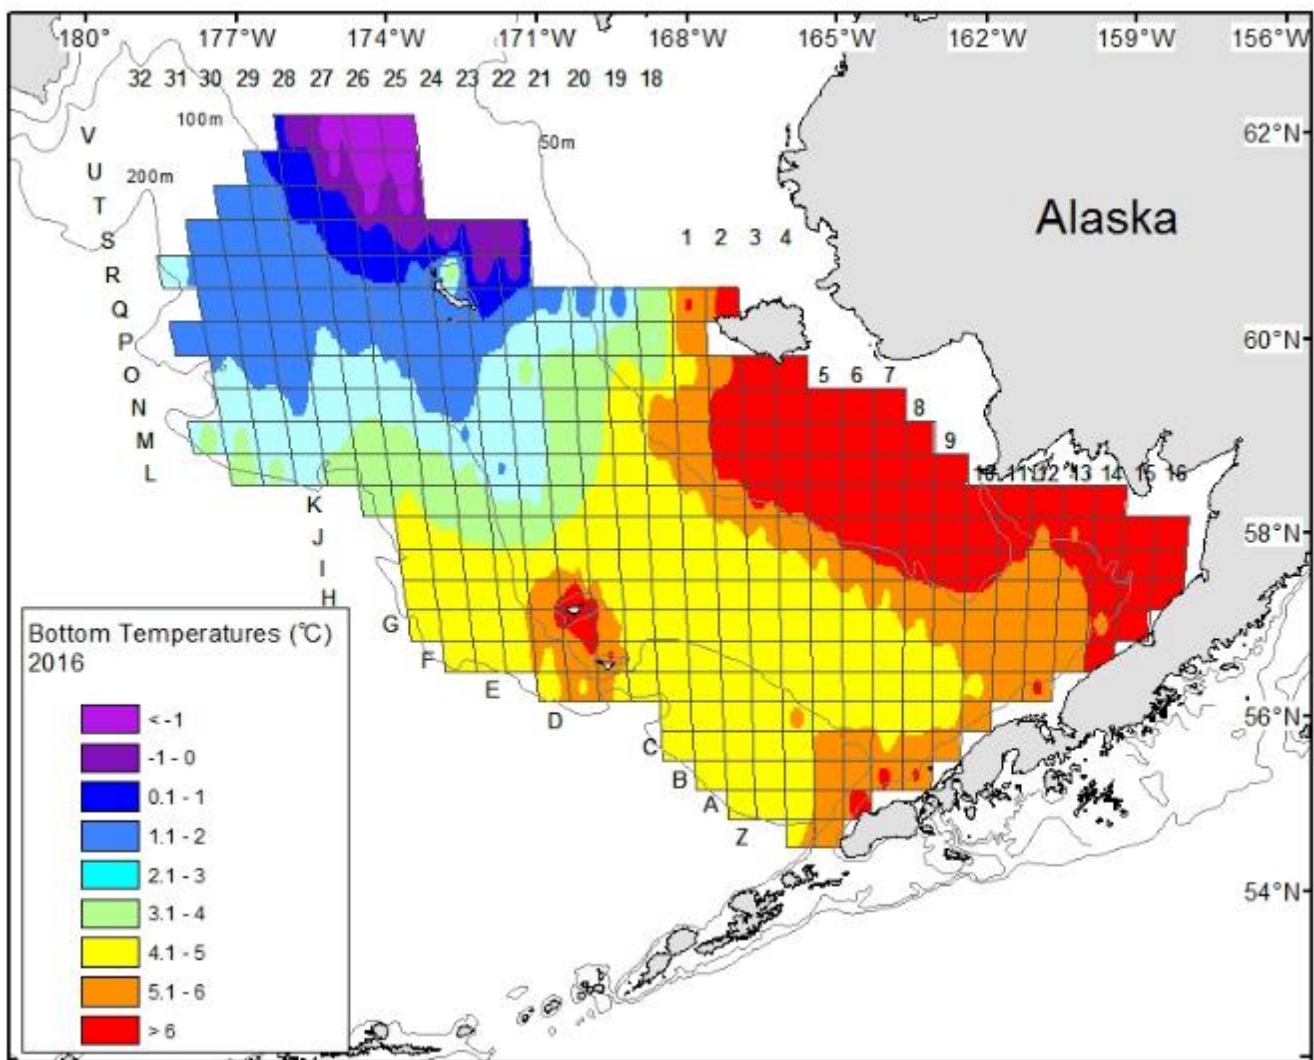 180° 177°W 174°W 171°W 168°W 165°W 162°W 159°W 156°W
32 31 30 29 28 27 26 25 24 23 22 21 20 19 18
100m
50m
62°N
V
U
200m
T
Alaska
S
1 2 3 4
R
Q
60°N
P
O
5 6 7
N
8
M
9
L
10 11 12 13 14 15 16
K
J
58°N
I
H
G
F
E
D
C
B
A
Z
56°N
54°N
Bottom Temperatures (°C)
2016
< -1
-1 - 0
0.1 - 1
1.1 - 2
2.1 - 3
3.1 - 4
4.1 - 5
5.1 - 6
> 6